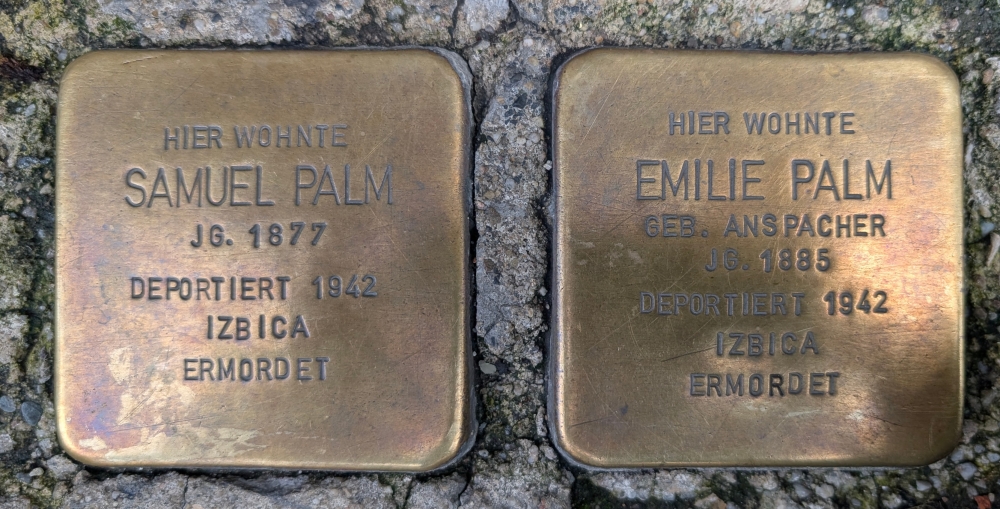 HIER WOHNTE
SAMUEL PALM
JG. 1877
DEPORTIERT 1942
IZBICA
ERMORDET
HIER WOHNTE
EMILIE PALM
GEB. ANSPACHER
JG. 1885
DEPORTIERT 1942
IZBICA
ERMORDET